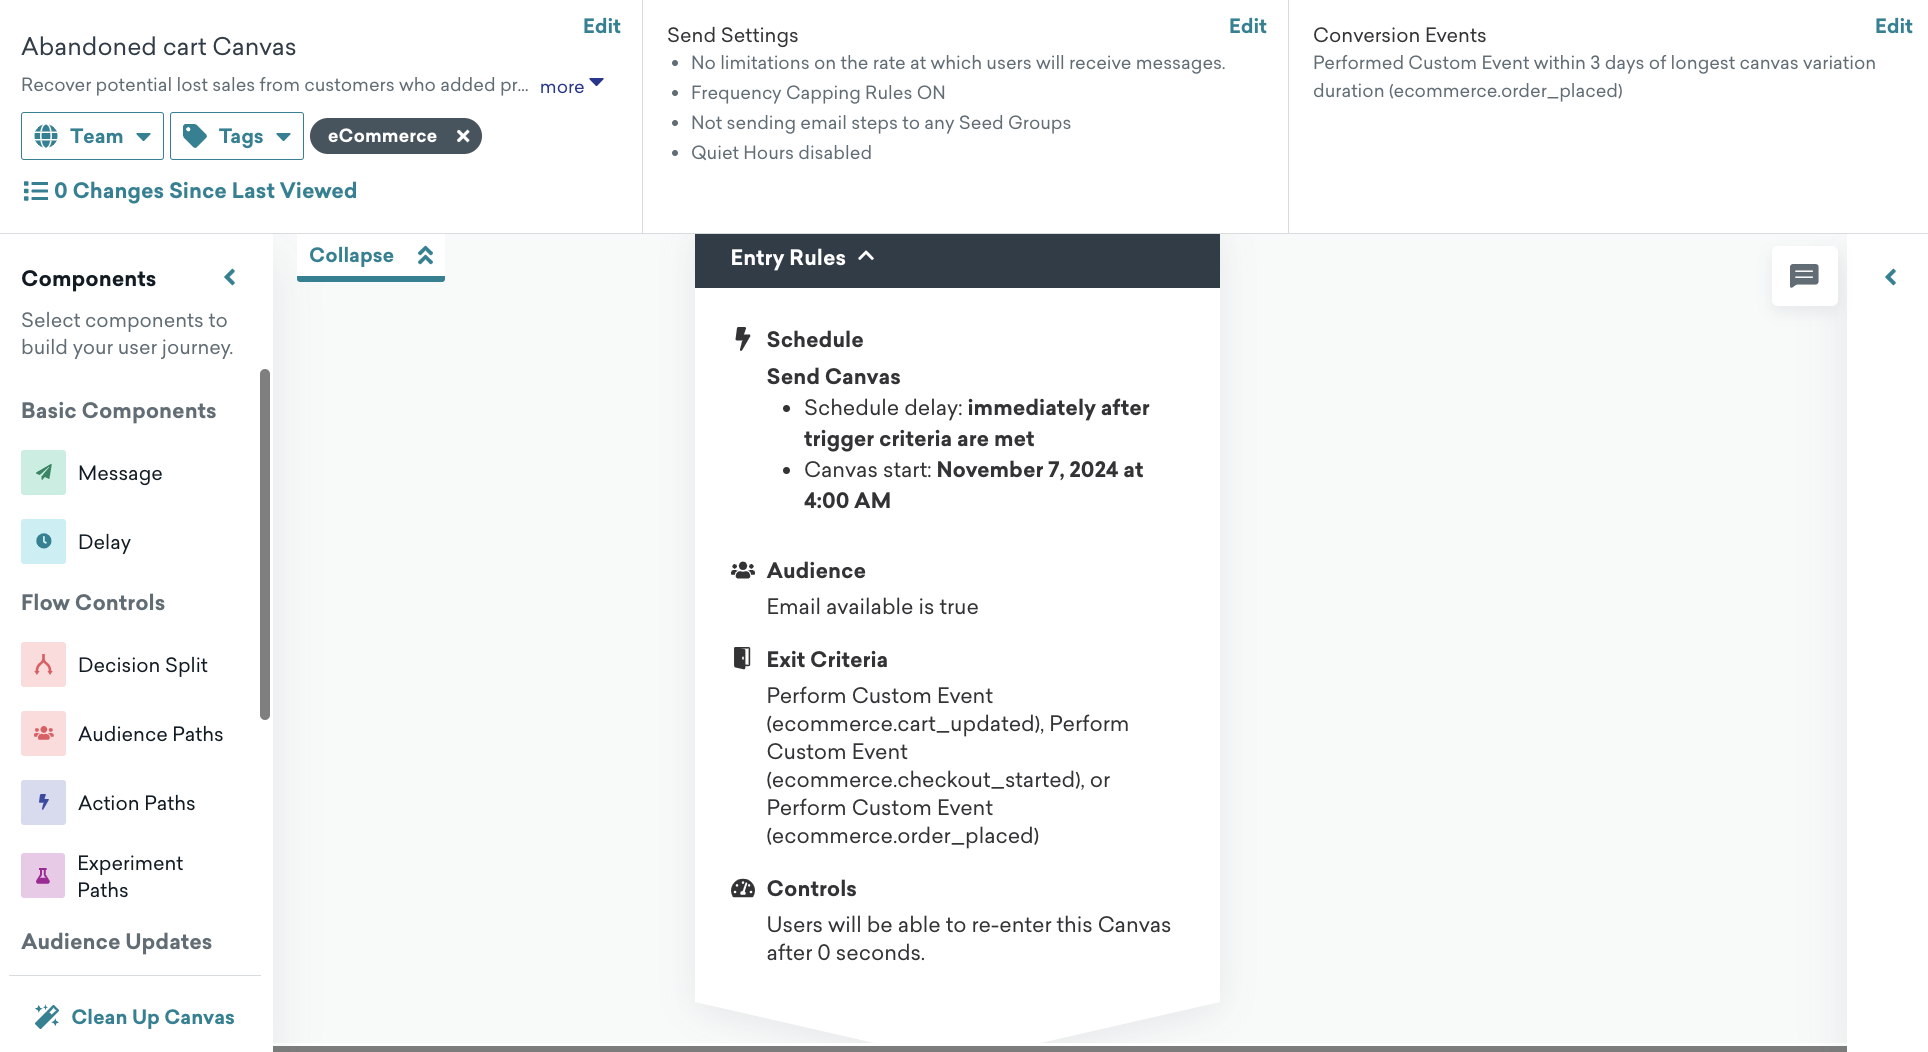 Abandoned cart Canvas
Edit
Recover potential lost sales from customers who added pr... more
Team
Tags
eCommerce
0 Changes Since Last Viewed
Send Settings
Edit
No limitations on the rate at which users will receive messages.
Frequency Capping Rules ON
Not sending email steps to any Seed Groups
Quiet Hours disabled
Conversion Events
Edit
Performed Custom Event within 3 days of longest canvas variation
duration (ecommerce.order_placed)
Components
Select components to
build your user journey.
Basic Components
Message
Delay
Flow Controls
Decision Split
Audience Paths
Action Paths
Experiment
Paths
Audience Updates
Clean Up Canvas
Collapse
Entry Rules
Schedule
Send Canvas
Schedule delay: immediately after
trigger criteria are met
Canvas start: November 7, 2024 at
4:00 AM
Audience
Email available is true
Exit Criteria
Perform Custom Event
(ecommerce.cart_updated), Perform
Custom Event
(ecommerce.checkout_started), or
Perform Custom Event
(ecommerce.order_placed)
Controls
Users will be able to re-enter this Canvas
after 0 seconds.